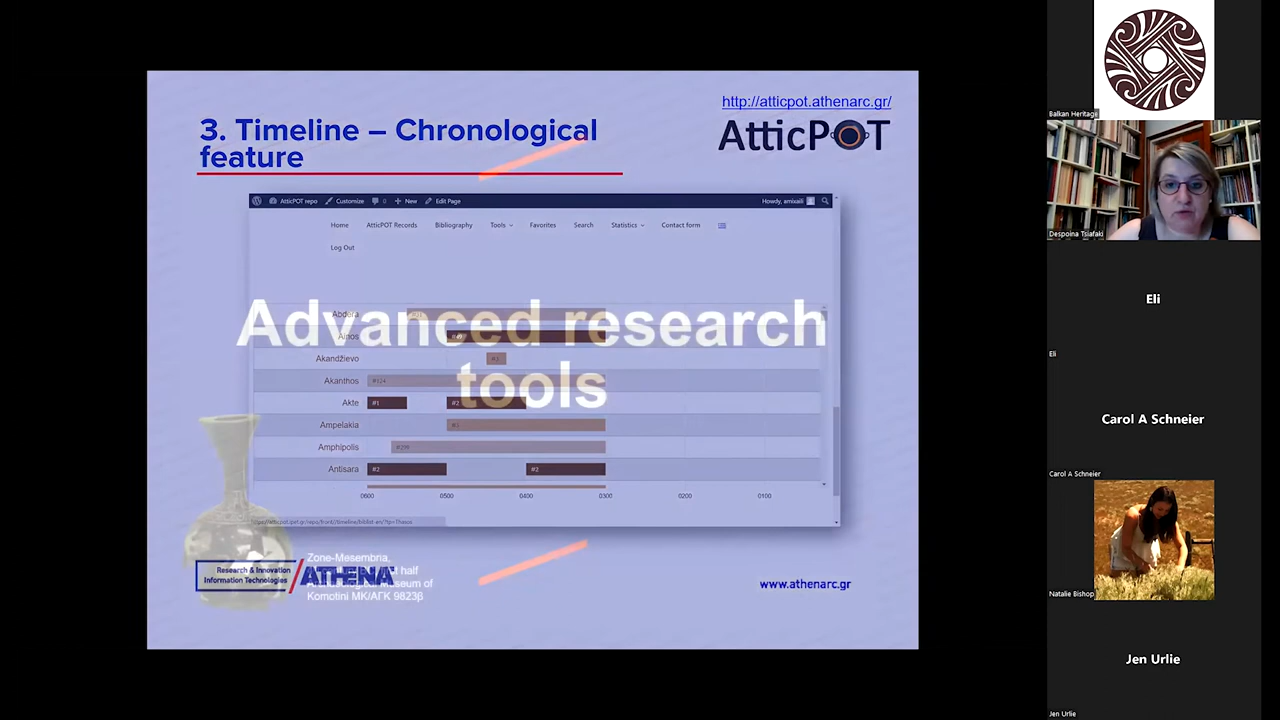 http://atticpot.athenarc.gr/
AtticPOT
3. Timeline – Chronological
feature
AtticPOT repo
Customize
0
New
Edit Page
Howdy, amixaili
Home
AtticPOT Records
Bibliography
Tools
Favorites
Search
Statistics
Contact form
Log Out
Advanced research
tools
Abdera
Ainos
#49
Akandžievo
#2
Akanthos
#124
Akte
#1
#2
Ampelakia
Amphipolis
#299
Antisara
#2
#2
0600
0500
0400
0300
0200
0100
Research & Innovation
Information Technologies
ATHENA
Zone-Mesembria,
half
Museum of
Komotini ΜΚ/ΑΓΚ 9823β
www.athenarc.gr
Balkan Heritage
Despoina Tsiafaki
Eli
Eli
Carol A Schneier
Carol A Schneier
Natalie Bishop
Jen Urlie
Jen Urlie